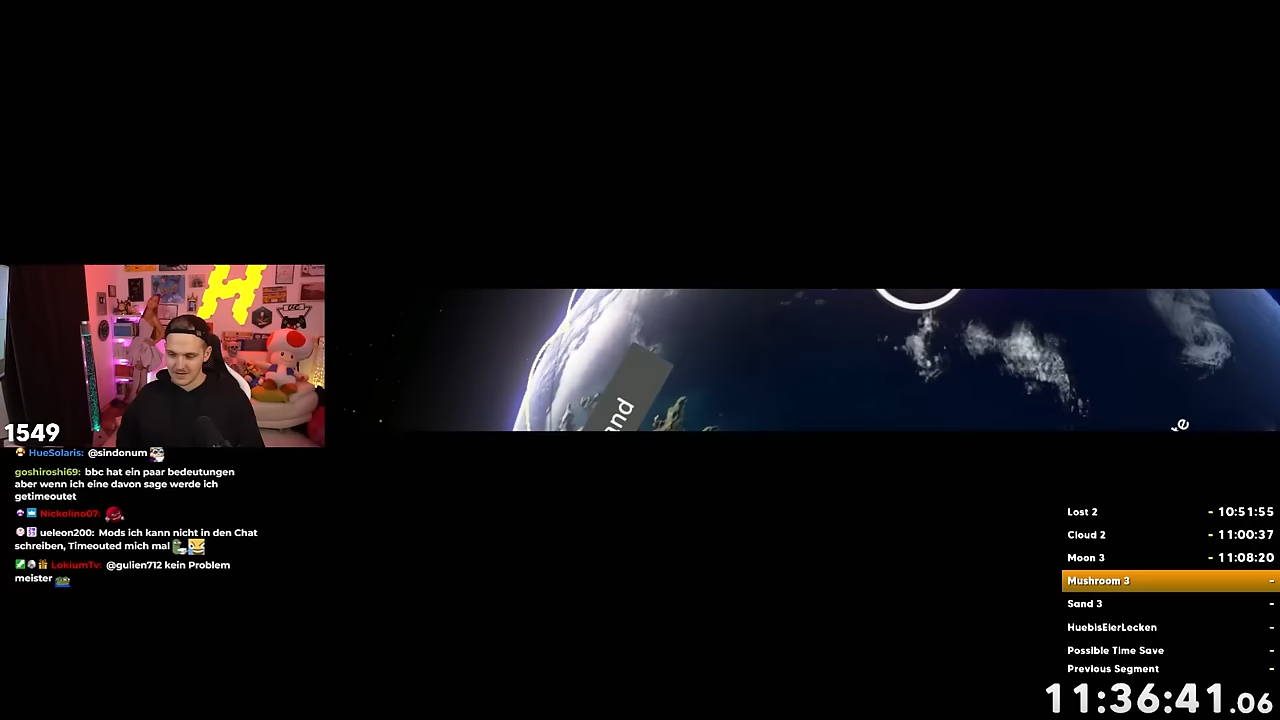 and
te
1549
HueSolaris: @sindonum
goshiroshi69: bbc hat ein paar bedeutungen
aber wenn ich eine davon sage werde ich
getimeoutet
Nickolino07:
ueleon200: Mods ich kann nicht in den Chat
schreiben, Timeouted mich mal
LokiumTv: @gulien712 kein Problem
meister
Lost 2 - 10:51:55
Cloud 2 - 11:00:37
Moon 3 - 11:08:20
Mushroom 3 -
Sand 3 -
HuebisEierLecken -
Possible Time Save -
Previous Segment -
11:36:41.06